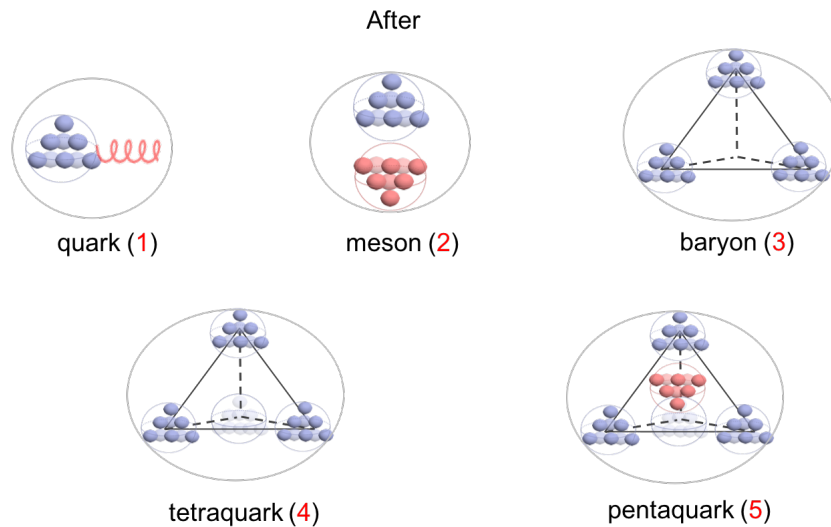 After
quark (1)
meson (2)
baryon (3)
tetraquark (4)
pentaquark (5)